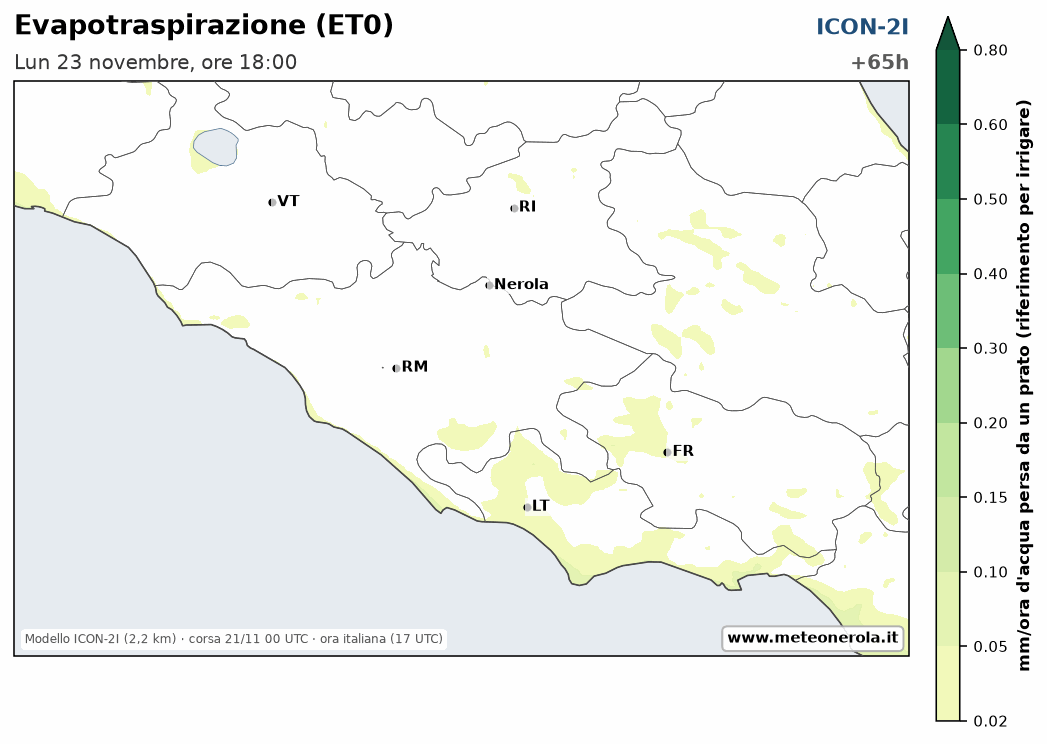 Evapotraspirazione (ET0)
ICON-2I
Lun 23 novembre, ore 18:00
+65h
VT
RI
Nerola
RM
FR
LT
Modello ICON-2I (2,2 km) · corsa 21/11 00 UTC · ora italiana (17 UTC)
www.meteonerola.it
0.80
0.60
0.50
0.40
0.30
0.20
0.15
0.10
0.05
0.02
mm/ora d'acqua persa da un prato (riferimento per irrigare)